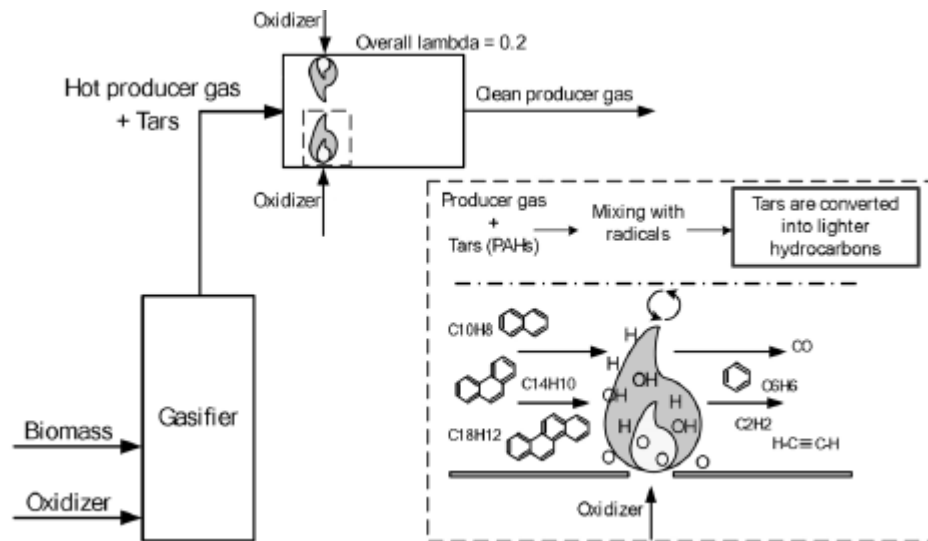 Oxidizer
Overall lambda = 0.2
Hot producer gas
+ Tars
Clean producer gas
Oxidizer
Producer gas
+
Tars (PAHs)
Mixing with
radicals
Tars are converted
into lighter
hydrocarbons
Gasifier
Biomass
Oxidizer
C10H8
C14H10
C18H12
H
H
OH
OH
H
H
OH
O
O
O
O
CO
C6H6
C2H2
H-C≡C-H
Oxidizer